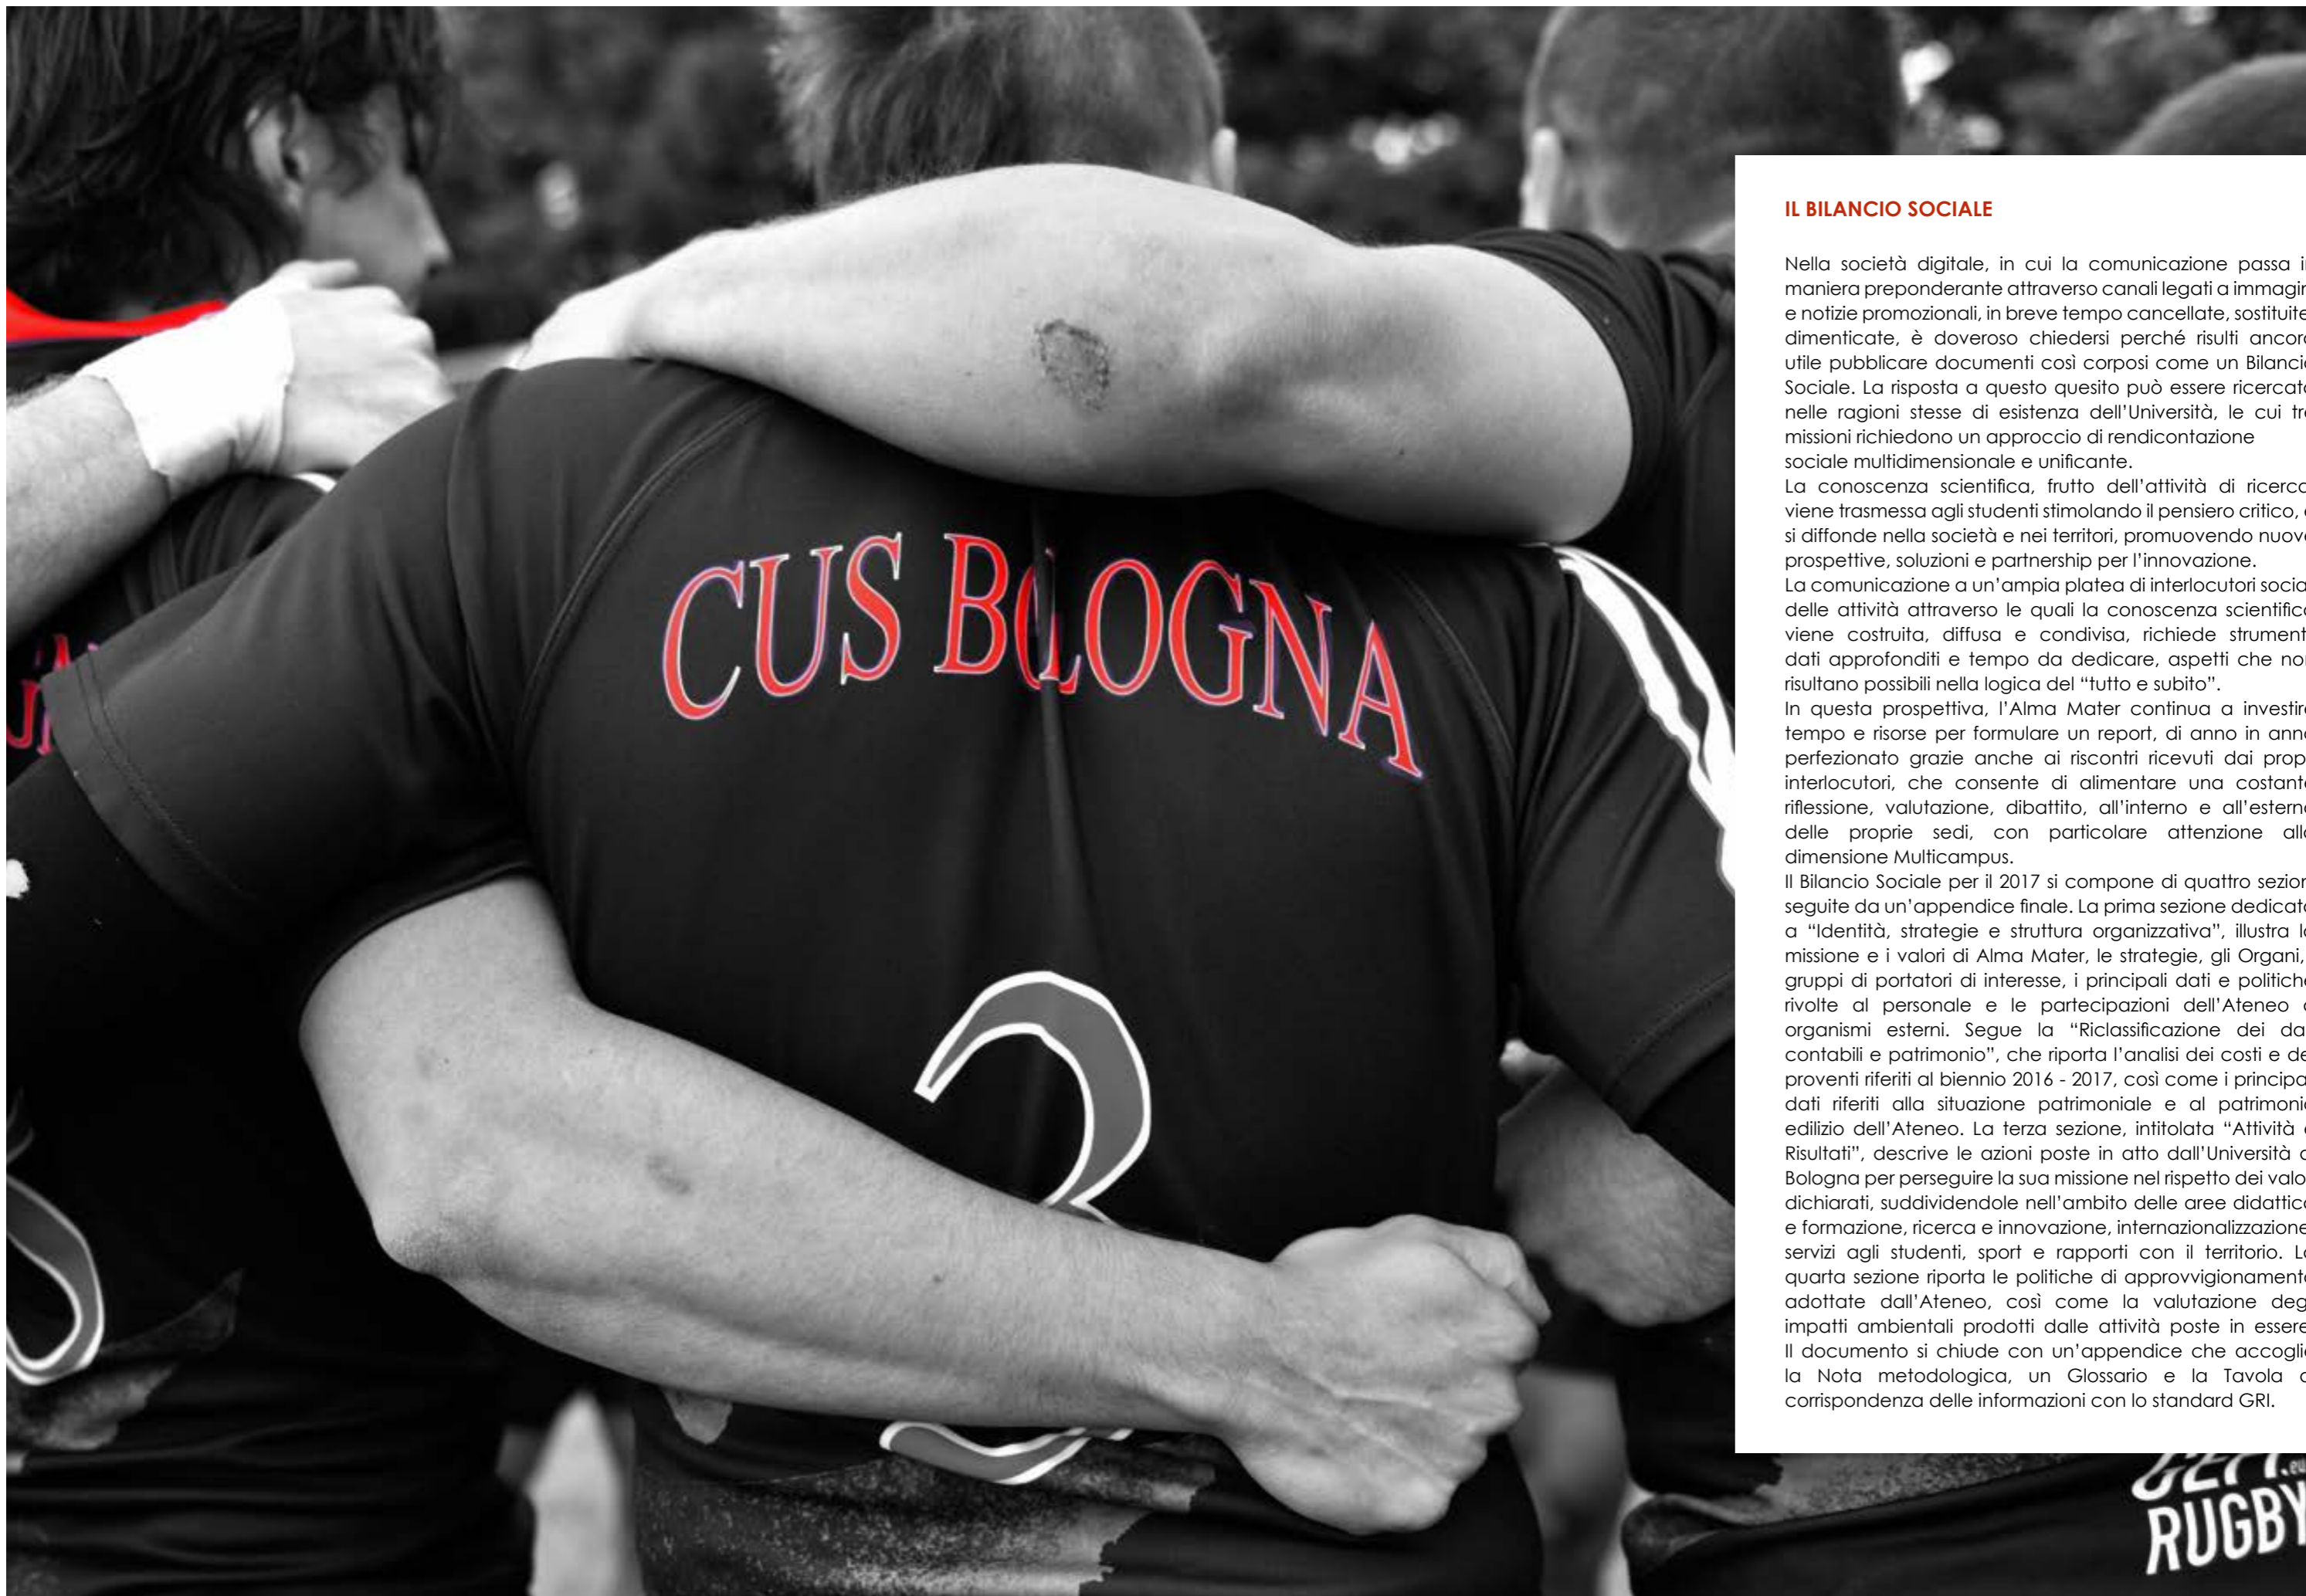 CUS BOLOGNA
3
RUGBY
IL BILANCIO SOCIALE
Nella società digitale, in cui la comunicazione passa in
maniera preponderante attraverso canali legati a immagin
e notizie promozionali, in breve tempo cancellate, sostituite
dimenticate, è doveroso chiedersi perché risulti ancora
utile pubblicare documenti così corposi come un Bilancio
Sociale. La risposta a questo quesito può essere ricercata
nelle ragioni stesse di esistenza dell'Università, le cui tre
missioni richiedono un approccio di rendicontazione
sociale multidimensionale e unificante.
La conoscenza scientifica, frutto dell'attività di ricerca
viene trasmessa agli studenti stimolando il pensiero critico, e
si diffonde nella società e nei territori, promuovendo nuove
prospettive, soluzioni e partnership per l'innovazione.
La comunicazione a un'ampia platea di interlocutori social
delle attività attraverso le quali la conoscenza scientifica
viene costruita, diffusa e condivisa, richiede strument
dati approfonditi e tempo da dedicare, aspetti che non
risultano possibili nella logica del “tutto e subito”.
In questa prospettiva, l'Alma Mater continua a investire
tempo e risorse per formulare un report, di anno in anno
perfezionato grazie anche ai riscontri ricevuti dai propr
interlocutori, che consente di alimentare una costante
riflessione, valutazione, dibattito, all'interno e all'esterno
delle proprie sedi, con particolare attenzione alla
dimensione Multicampus.
Il Bilancio Sociale per il 2017 si compone di quattro sezion
seguite da un'appendice finale. La prima sezione dedicata
a “Identità, strategie e struttura organizzativa”, illustra la
missione e i valori di Alma Mater, le strategie, gli Organi,
gruppi di portatori di interesse, i principali dati e politiche
rivolte al personale e le partecipazioni dell'Ateneo a
organismi esterni. Segue la “Riclassificazione dei da
contabili e patrimonio”, che riporta l'analisi dei costi e de
proventi riferiti al biennio 2016 - 2017, così come i principa
dati riferiti alla situazione patrimoniale e al patrimonio
edilizio dell'Ateneo. La terza sezione, intitolata “Attività e
Risultati”, descrive le azioni poste in atto dall'Università d
Bologna per perseguire la sua missione nel rispetto dei valo
dichiarati, suddividendole nell'ambito delle aree didattica
e formazione, ricerca e innovazione, internazionalizzazione
servizi agli studenti, sport e rapporti con il territorio. La
quarta sezione riporta le politiche di approvvigionamento
adottate dall'Ateneo, così come la valutazione deg
impatti ambientali prodotti dalle attività poste in essere
Il documento si chiude con un'appendice che accoglie
la Nota metodologica, un Glossario e la Tavola d
corrispondenza delle informazioni con lo standard GRI.